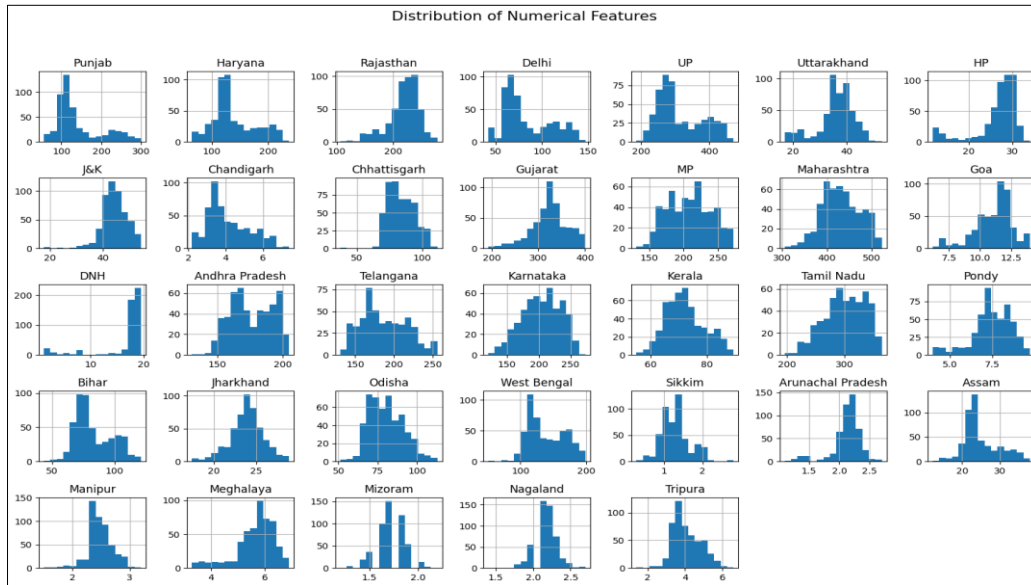 Distribution of Numerical Features
Punjab Haryana Rajasthan Delhi UP Uttarakhand HP
100 50 0 100 50 0 100 50 0 100 50 0 75 50 25 0 100 50 0 100 50 0
100 200 300 100 200 100 200 50 100 150 200 300 400 20 40 20 30
J&K Chandigarh Chhattisgarh Gujarat MP Maharashtra Goa
100 50 0 100 50 0 75 50 25 0 100 50 0 60 40 20 0 60 40 20 0 100 50 0
20 40 2 4 6 40 60 80 100 200 300 400 150 200 250 300 400 500 7.5 10.0 12.5
DNH Andhra Pradesh Telangana Karnataka Kerala Tamil Nadu Pondy
200 100 0 60 40 20 0 75 50 25 0 60 40 20 0 60 40 20 0 60 40 20 0 75 50 25 0
10 20 100 150 200 150 200 250 150 200 250 60 80 200 300 5.0 7.5
Bihar Jharkhand Odisha West Bengal Sikkim Arunachal Pradesh Assam
100 50 0 100 50 0 60 40 20 0 100 50 0 100 50 0 150 100 50 0 100 50 0
50 100 20 25 50 75 100 100 200 1 2 1.5 2.0 2.5 20 30
Manipur Meghalaya Mizoram Nagaland Tripura
150 100 50 0 100 50 0 150 100 50 0 150 100 50 0 100 50 0
2 3 4 6 1.5 2.0 1.5 2.0 2.5 2 4 6